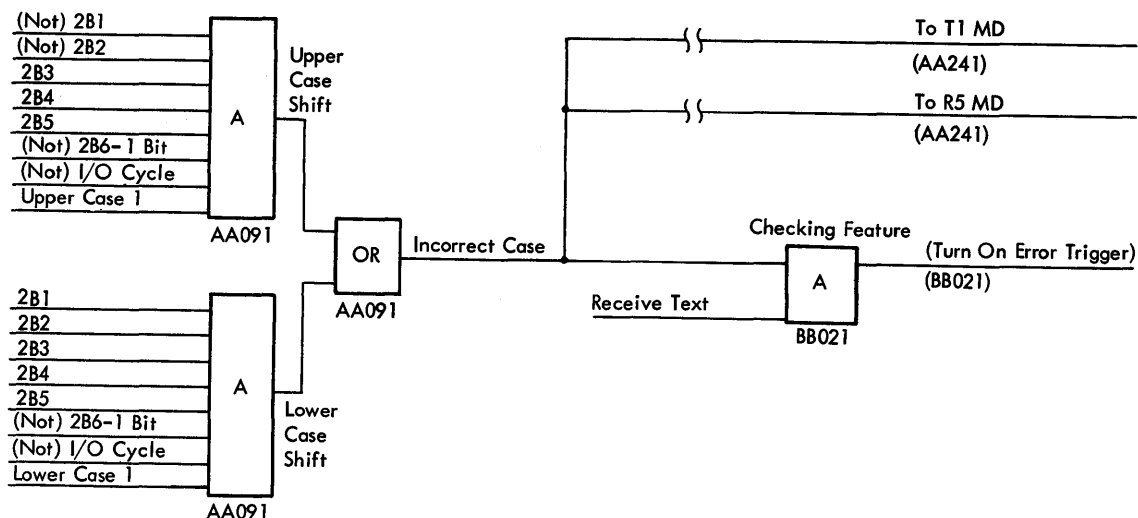 (Not) 2B1
(Not) 2B2
2B3
2B4
2B5
(Not) 2B6-1 Bit
(Not) I/O Cycle
Upper Case 1
A
AA091
Upper
Case
Shift
2B1
2B2
2B3
2B4
2B5
(Not) 2B6-1 Bit
(Not) I/O Cycle
Lower Case 1
A
AA091
Lower
Case
Shift
OR
AA091
Incorrect Case
To T1 MD
(AA241)
To R5 MD
(AA241)
Checking Feature
Receive Text
A
BB021
(Turn On Error Trigger)
(BB021)